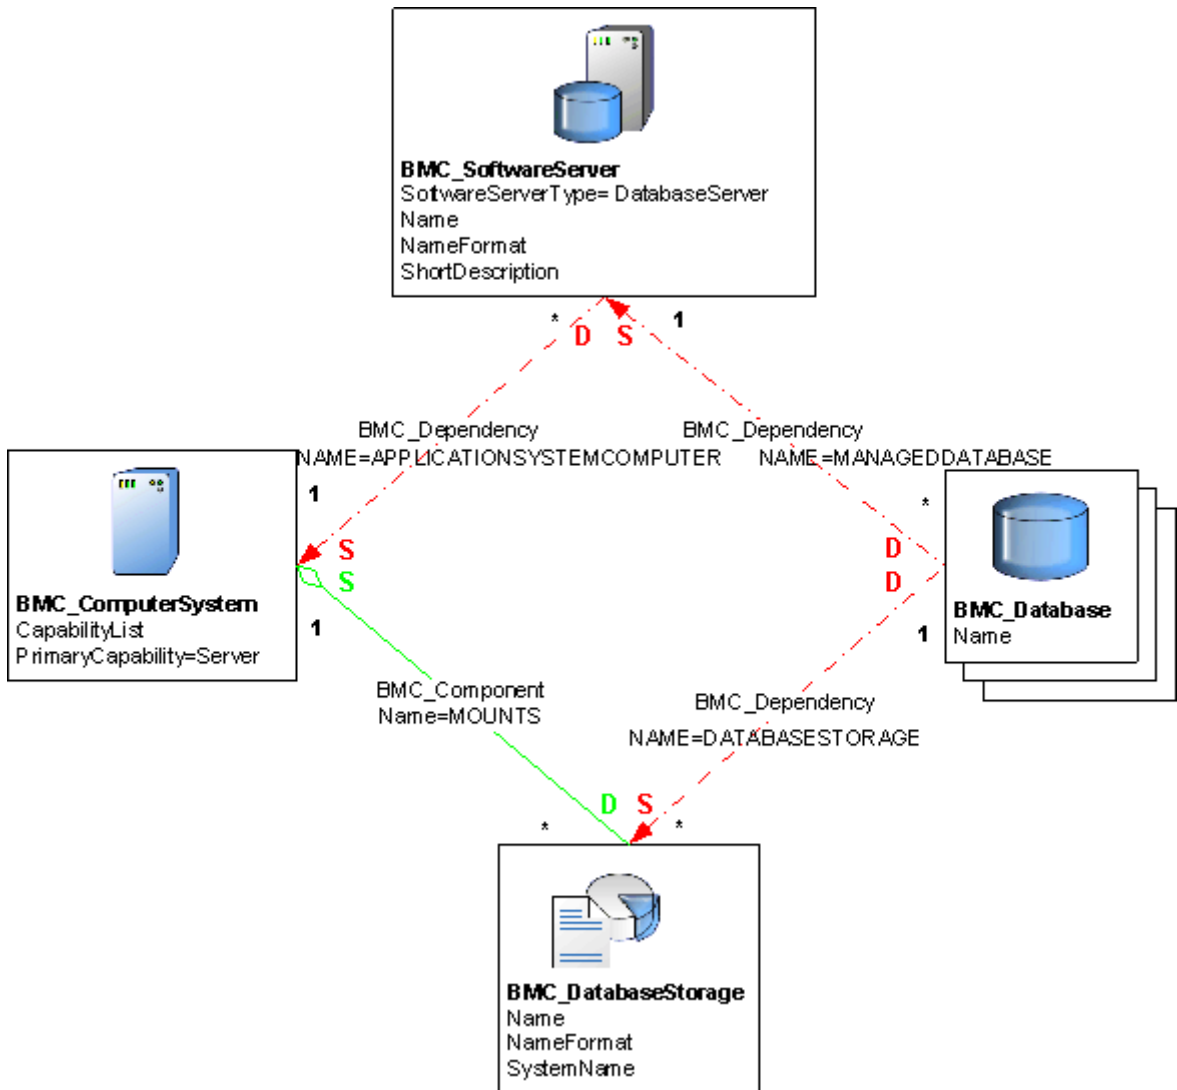 BMC_SoftwareServer
SoftwareServerType= DatabaseServer
Name
NameFormat
ShortDescription
* 1
D S
BMC_Dependency
NAME=APPLICATIONSYSTEMCOMPUTER
BMC_Dependency
NAME=MANAGEDDATABASE
1
S
S
1
BMC_ComputerSystem
CapabilityList
PrimaryCapability=Server
*
D
D
1
BMC_Database
Name
BMC_Component
Name=MOUNTS
BMC_Dependency
NAME=DATABASESTORAGE
D S
* *
BMC_DatabaseStorage
Name
NameFormat
SystemName